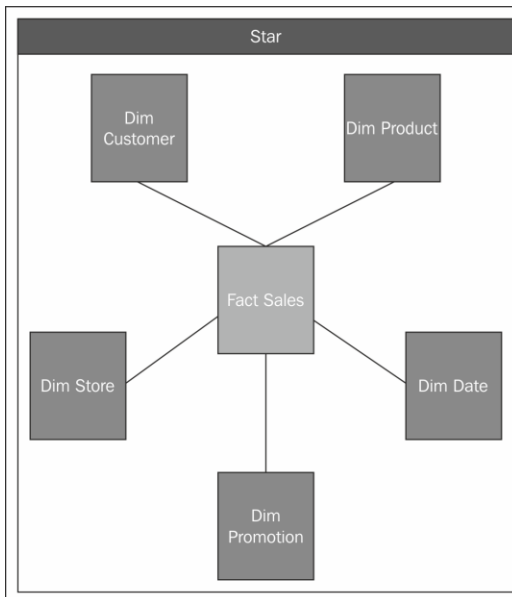 Star
Dim
Customer
Dim Product
Fact Sales
Dim Store
Dim Date
Dim
Promotion